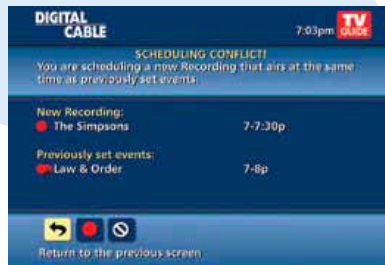 DIGITAL
CABLE
7:03pm
TV
GUIDE
SCHEDULING CONFLICT!
You are scheduling a new Recording that airs at the same
time as previously set events.
New Recording:
The Simpsons 7-7:30p
Previously set events:
Law & Order 7-8p
Return to the previous screen